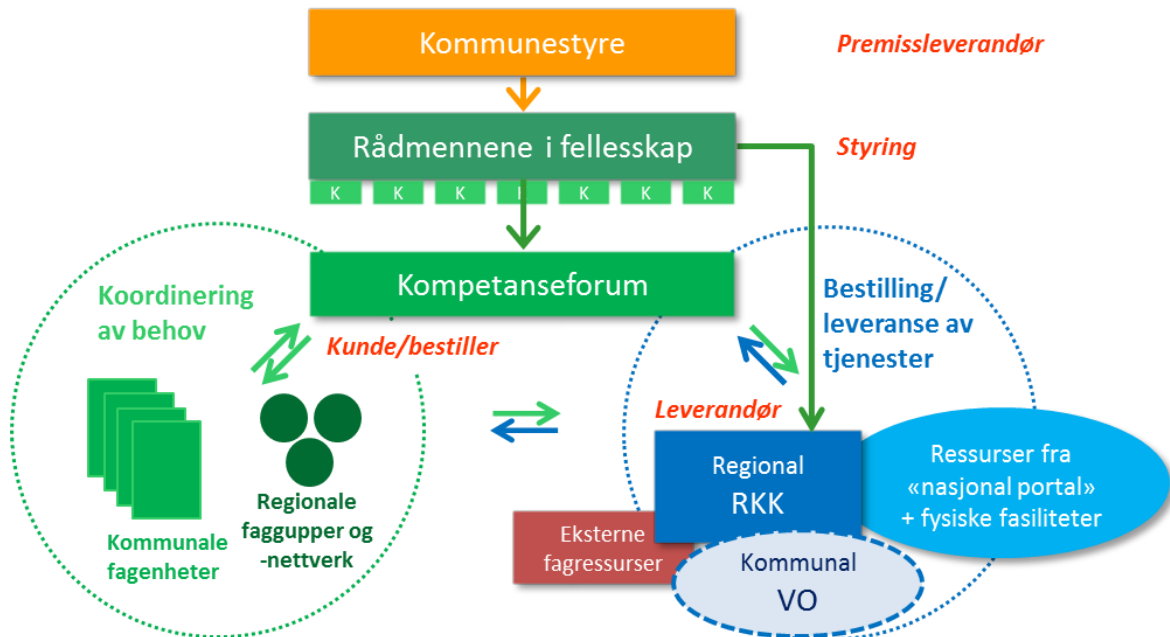 Kommunestyre
Premissleverandør
Rådmennene i fellesskap
Styring
K K K K K K K
Kompetanseforum
Koordinering
av behov
Kunde/bestiller
Bestilling/
leveranse av
tjenester
Leverandør
Kommunale
fagenheter
Regionale
faggupper og
-nettverk
Regional
RKK
Ressurser fra
«nasjonal portal»
+ fysiske fasiliteter
Eksterne
fagressurser
Kommunal
VO